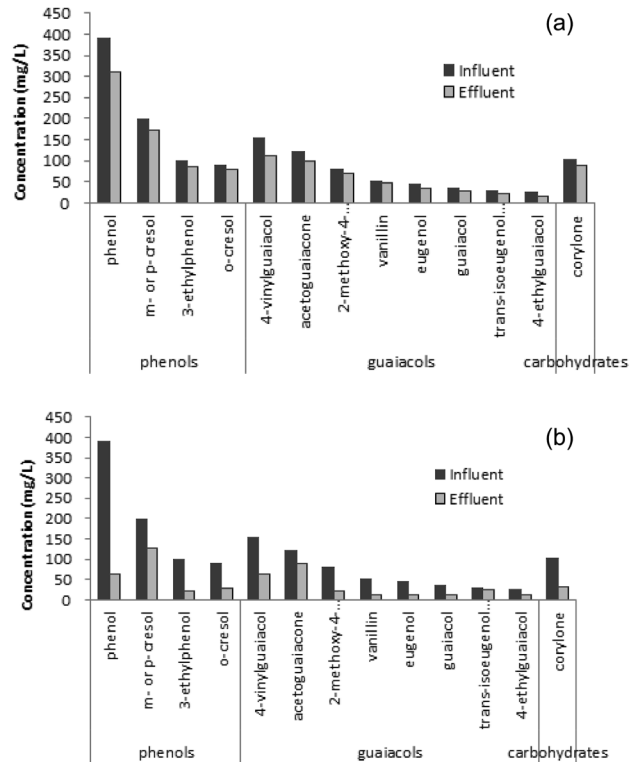 (a)
Concentration (mg/L)
450
400
350
300
250
200
150
100
50
0
Influent
Effluent
phenol
m- or p-cresol
3-ethylphenol
o-cresol
4-vinylguaiacol
acetoguaiacone
2-methoxy-4-...
vanillin
eugenol
guaiacol
trans-isoeugenol...
4-ethylguaiacol
corylone
phenols
guaiacols
carbohydrates
(b)
Concentration (mg/L)
450
400
350
300
250
200
150
100
50
0
Influent
Effluent
phenol
m- or p-cresol
3-ethylphenol
o-cresol
4-vinylguaiacol
acetoguaiacone
2-methoxy-4-...
vanillin
eugenol
guaiacol
trans-isoeugenol...
4-ethylguaiacol
corylone
phenols
guaiacols
carbohydrates